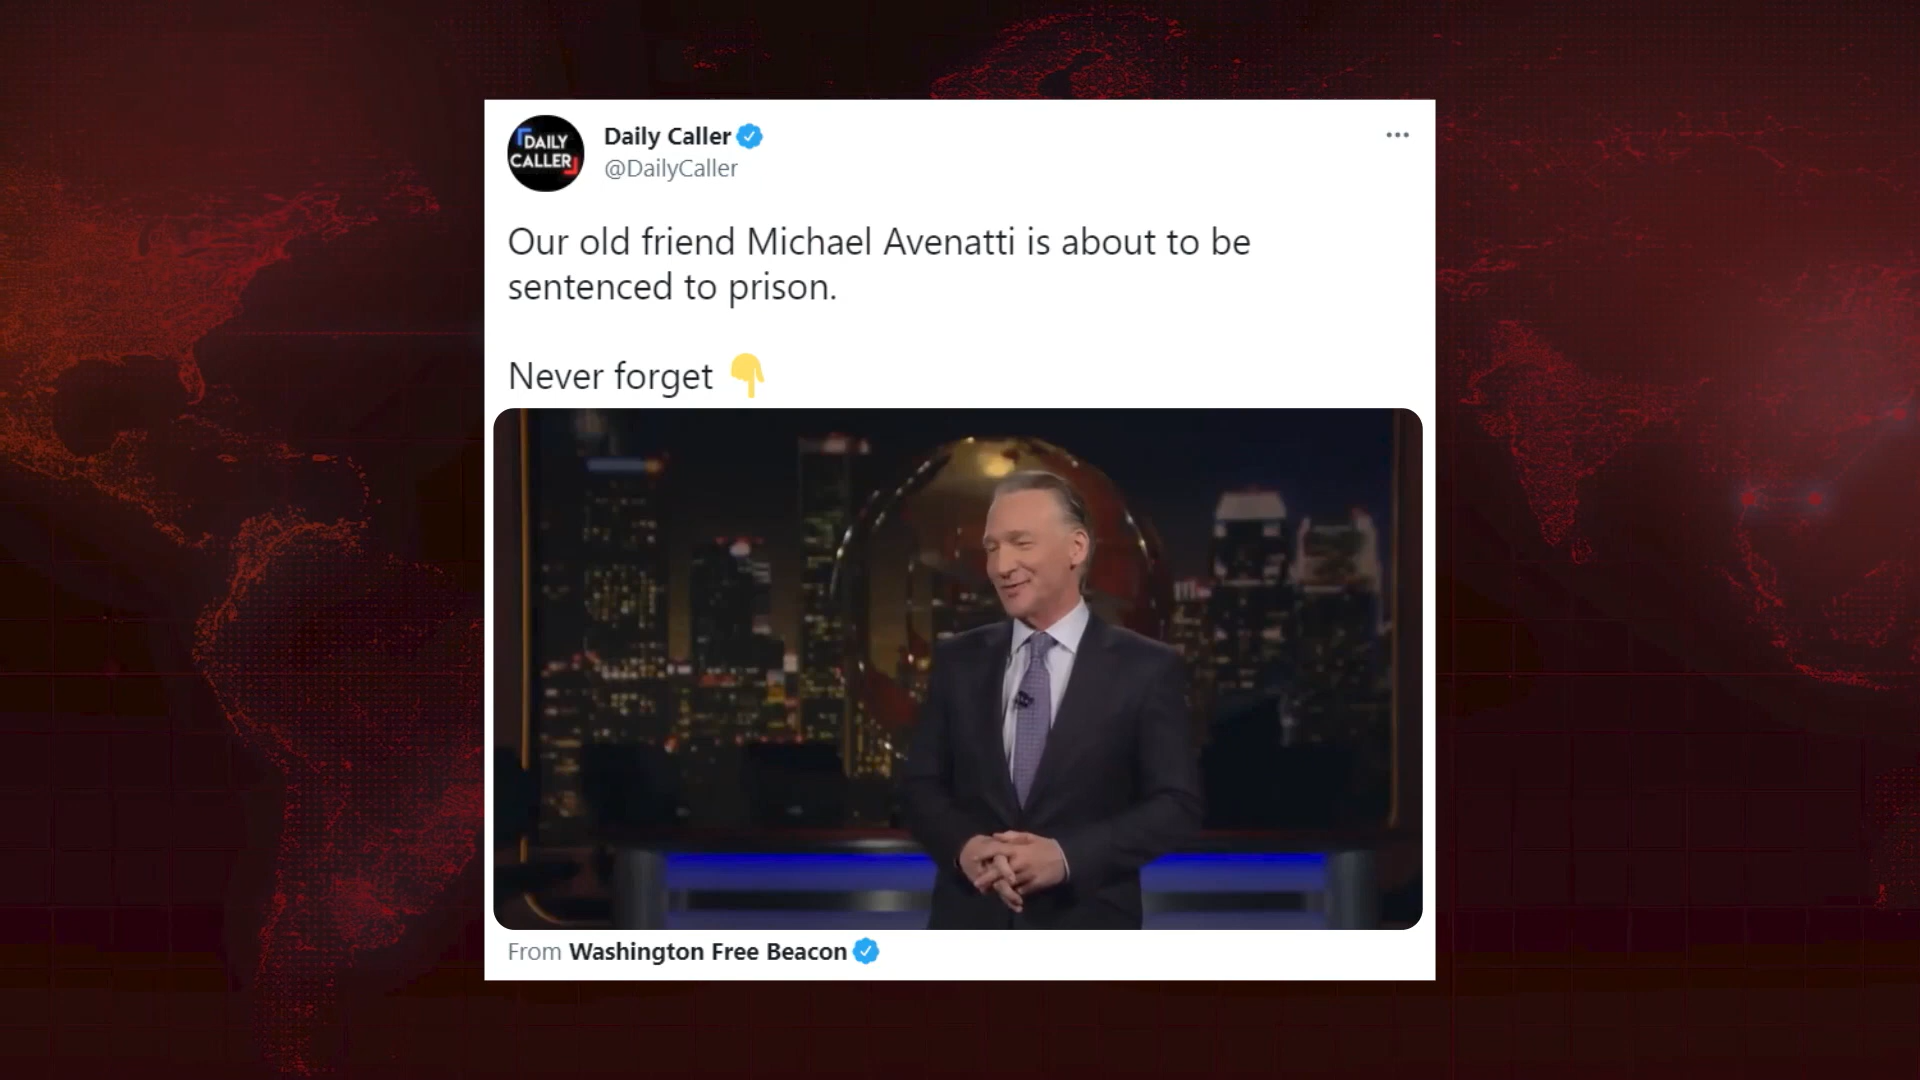 DAILY
CALLER
Daily Caller
@DailyCaller
Our old friend Michael Avenatti is about to be
sentenced to prison.
Never forget 👇
From Washington Free Beacon